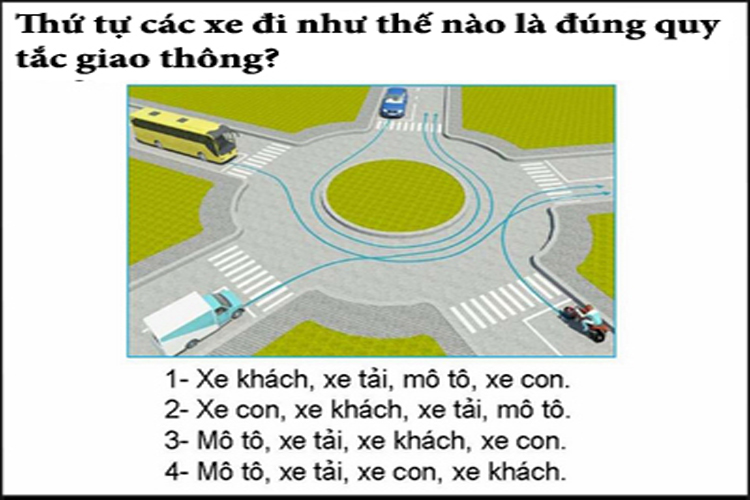 Thứ tự các xe đi như thế nào là đúng quy
tắc giao thông?
1- Xe khách, xe tải, mô tô, xe con.
2- Xe con, xe khách, xe tải, mô tô.
3- Mô tô, xe tải, xe khách, xe con.
4- Mô tô, xe tải, xe con, xe khách.